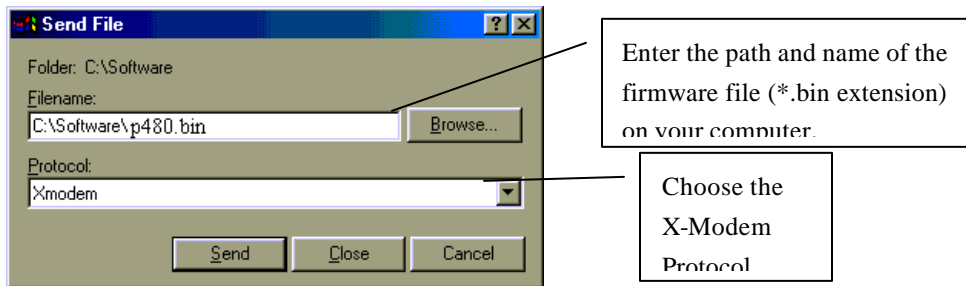 Send File
Folder: C:\Software
Filename:
C:\Software\p480.bin
Browse...
Protocol:
Xmodem
Send
Close
Cancel
Enter the path and name of the
firmware file (*.bin extension)
on your computer.
Choose the
X-Modem
Protocol